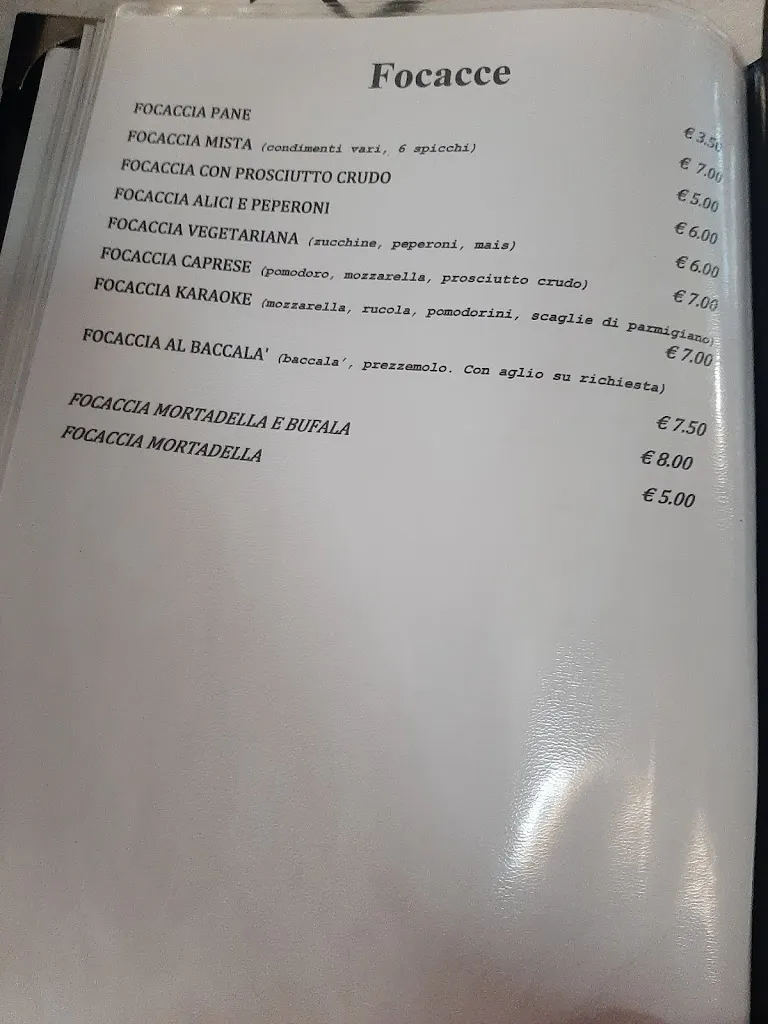 Focacce
FOCACCIA PANE € 3.50
FOCACCIA MISTA (condimenti vari, 6 spicchi) € 7.00
FOCACCIA CON PROSCIUTTO CRUDO € 5.00
FOCACCIA ALICI E PEPERONI € 6.00
FOCACCIA VEGETARIANA (zucchine, peperoni, mais) € 6.00
FOCACCIA CAPRESE (pomodoro, mozzarella, prosciutto crudo) € 7.00
FOCACCIA KARAOKE (mozzarella, rucola, pomodorini, scaglie di parmigiano) € 7.00
FOCACCIA AL BACCALA' (baccala', prezzemolo. Con aglio su richiesta) € 7.50
FOCACCIA MORTADELLA E BUFALA € 8.00
FOCACCIA MORTADELLA € 5.00